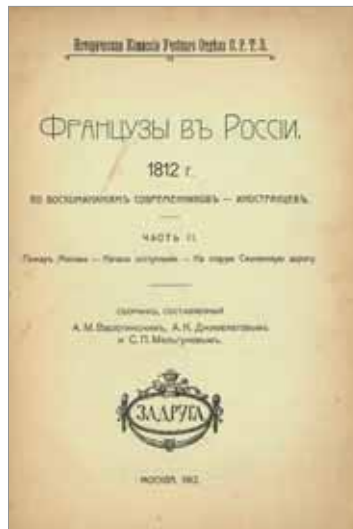 Историческая Комиссія Учебнаго Отдѣла О. Р. Т. З.
ФРАНЦУЗЫ ВЪ РОССІИ.
1812 г.
ПО ВОСПОМИНАНІЯМЪ СОВРЕМЕННИКОВЪ — ИНОСТРАНЦЕВЪ.
ЧАСТЬ II.
Пожаръ Москвы — Начало отступленія — На старую Смоленскую дорогу
СБОРНИКЪ, СОСТАВЛЕННЫЙ
А. М. Васютинскимъ, А. К. Дживелеговымъ
и С. П. Мельгуновымъ.
ЗАДРУГА
МОСКВА, 1912.